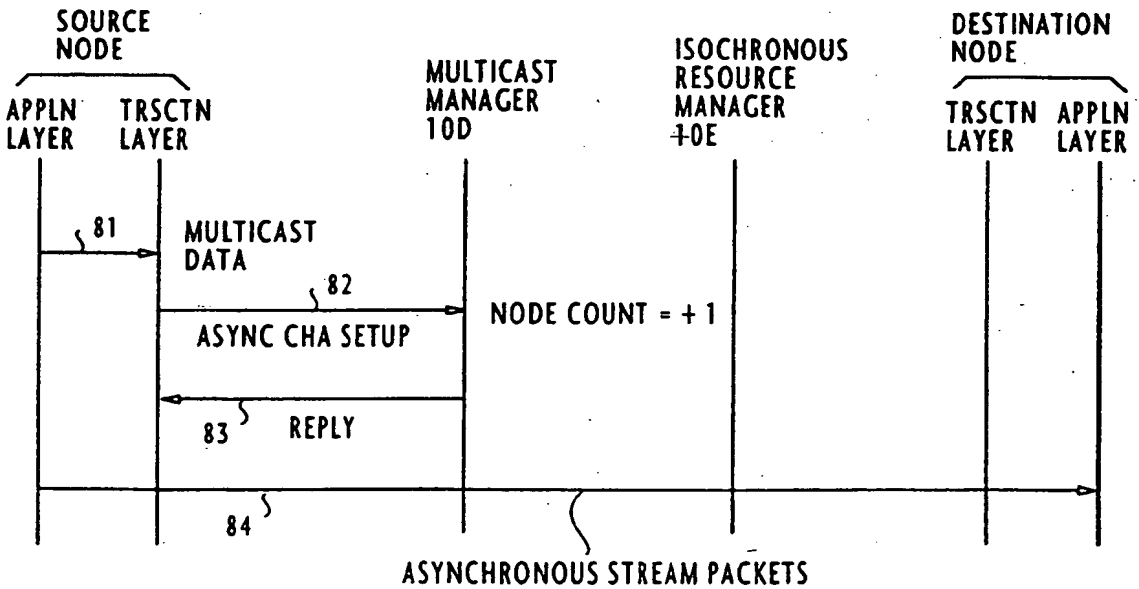 SOURCE
NODE
APPLN
LAYER
TRSCTN
LAYER
MULTICAST
MANAGER
10D
ISOCHRONOUS
RESOURCE
MANAGER
10E
DESTINATION
NODE
TRSCTN
LAYER
APPLN
LAYER
81
MULTICAST
DATA
82
ASYNC CHA SETUP
NODE COUNT = + 1
83
REPLY
84
ASYNCHRONOUS STREAM PACKETS